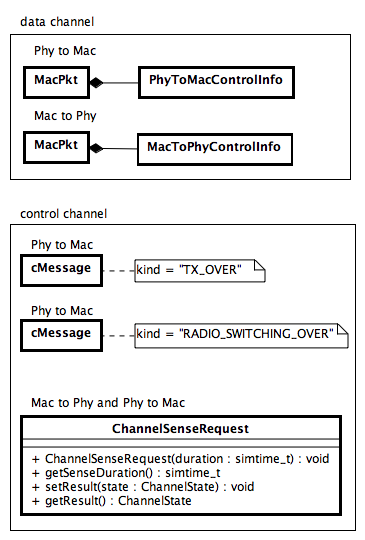 data channel
Phy to Mac
MacPkt
PhyToMacControlInfo
Mac to Phy
MacPkt
MacToPhyControlInfo
control channel
Phy to Mac
cMessage
kind = "TX_OVER"
Phy to Mac
cMessage
kind = "RADIO_SWITCHING_OVER"
Mac to Phy and Phy to Mac
ChannelSenseRequest
+ ChannelSenseRequest(duration : simtime_t) : void
+ getSenseDuration() : simtime_t
+ setResult(state : ChannelState) : void
+ getResult() : ChannelState